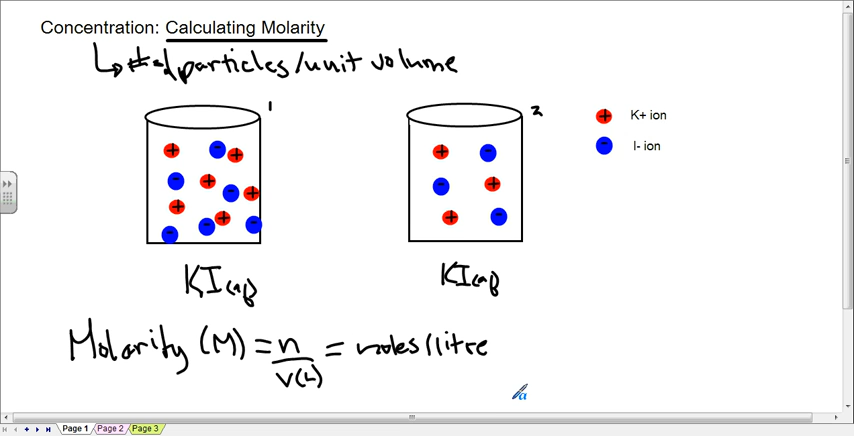 Concentration: Calculating Molarity
# of particles/unit volume
1
2
K+ ion
I- ion
KI(aq)
KI(aq)
Molarity (M) = n/V(L) = moles/litre
Page 1 Page 2 Page 3